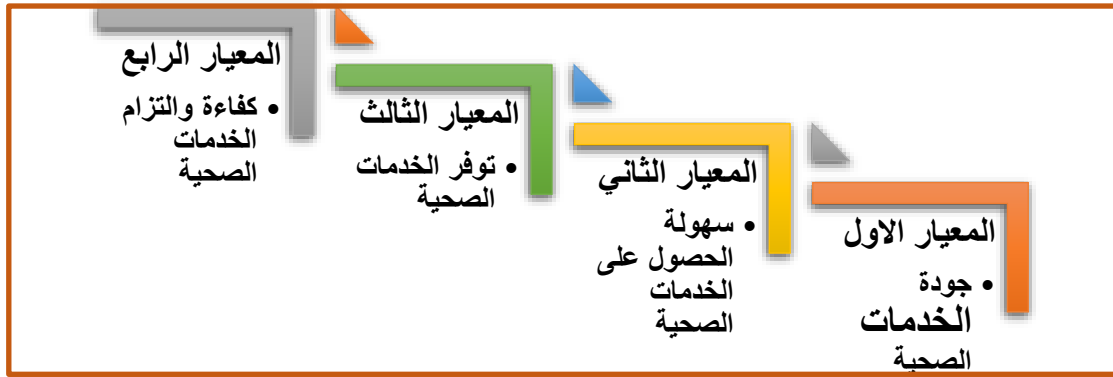 المعيار الاول
• جودة
الخدمات
الصحية
المعيار الثاني
• سهولة
الحصول على
الخدمات
الصحية
المعيار الثالث
• توفر الخدمات
الصحية
المعيار الرابع
• كفاءة والتزام
الخدمات
الصحية